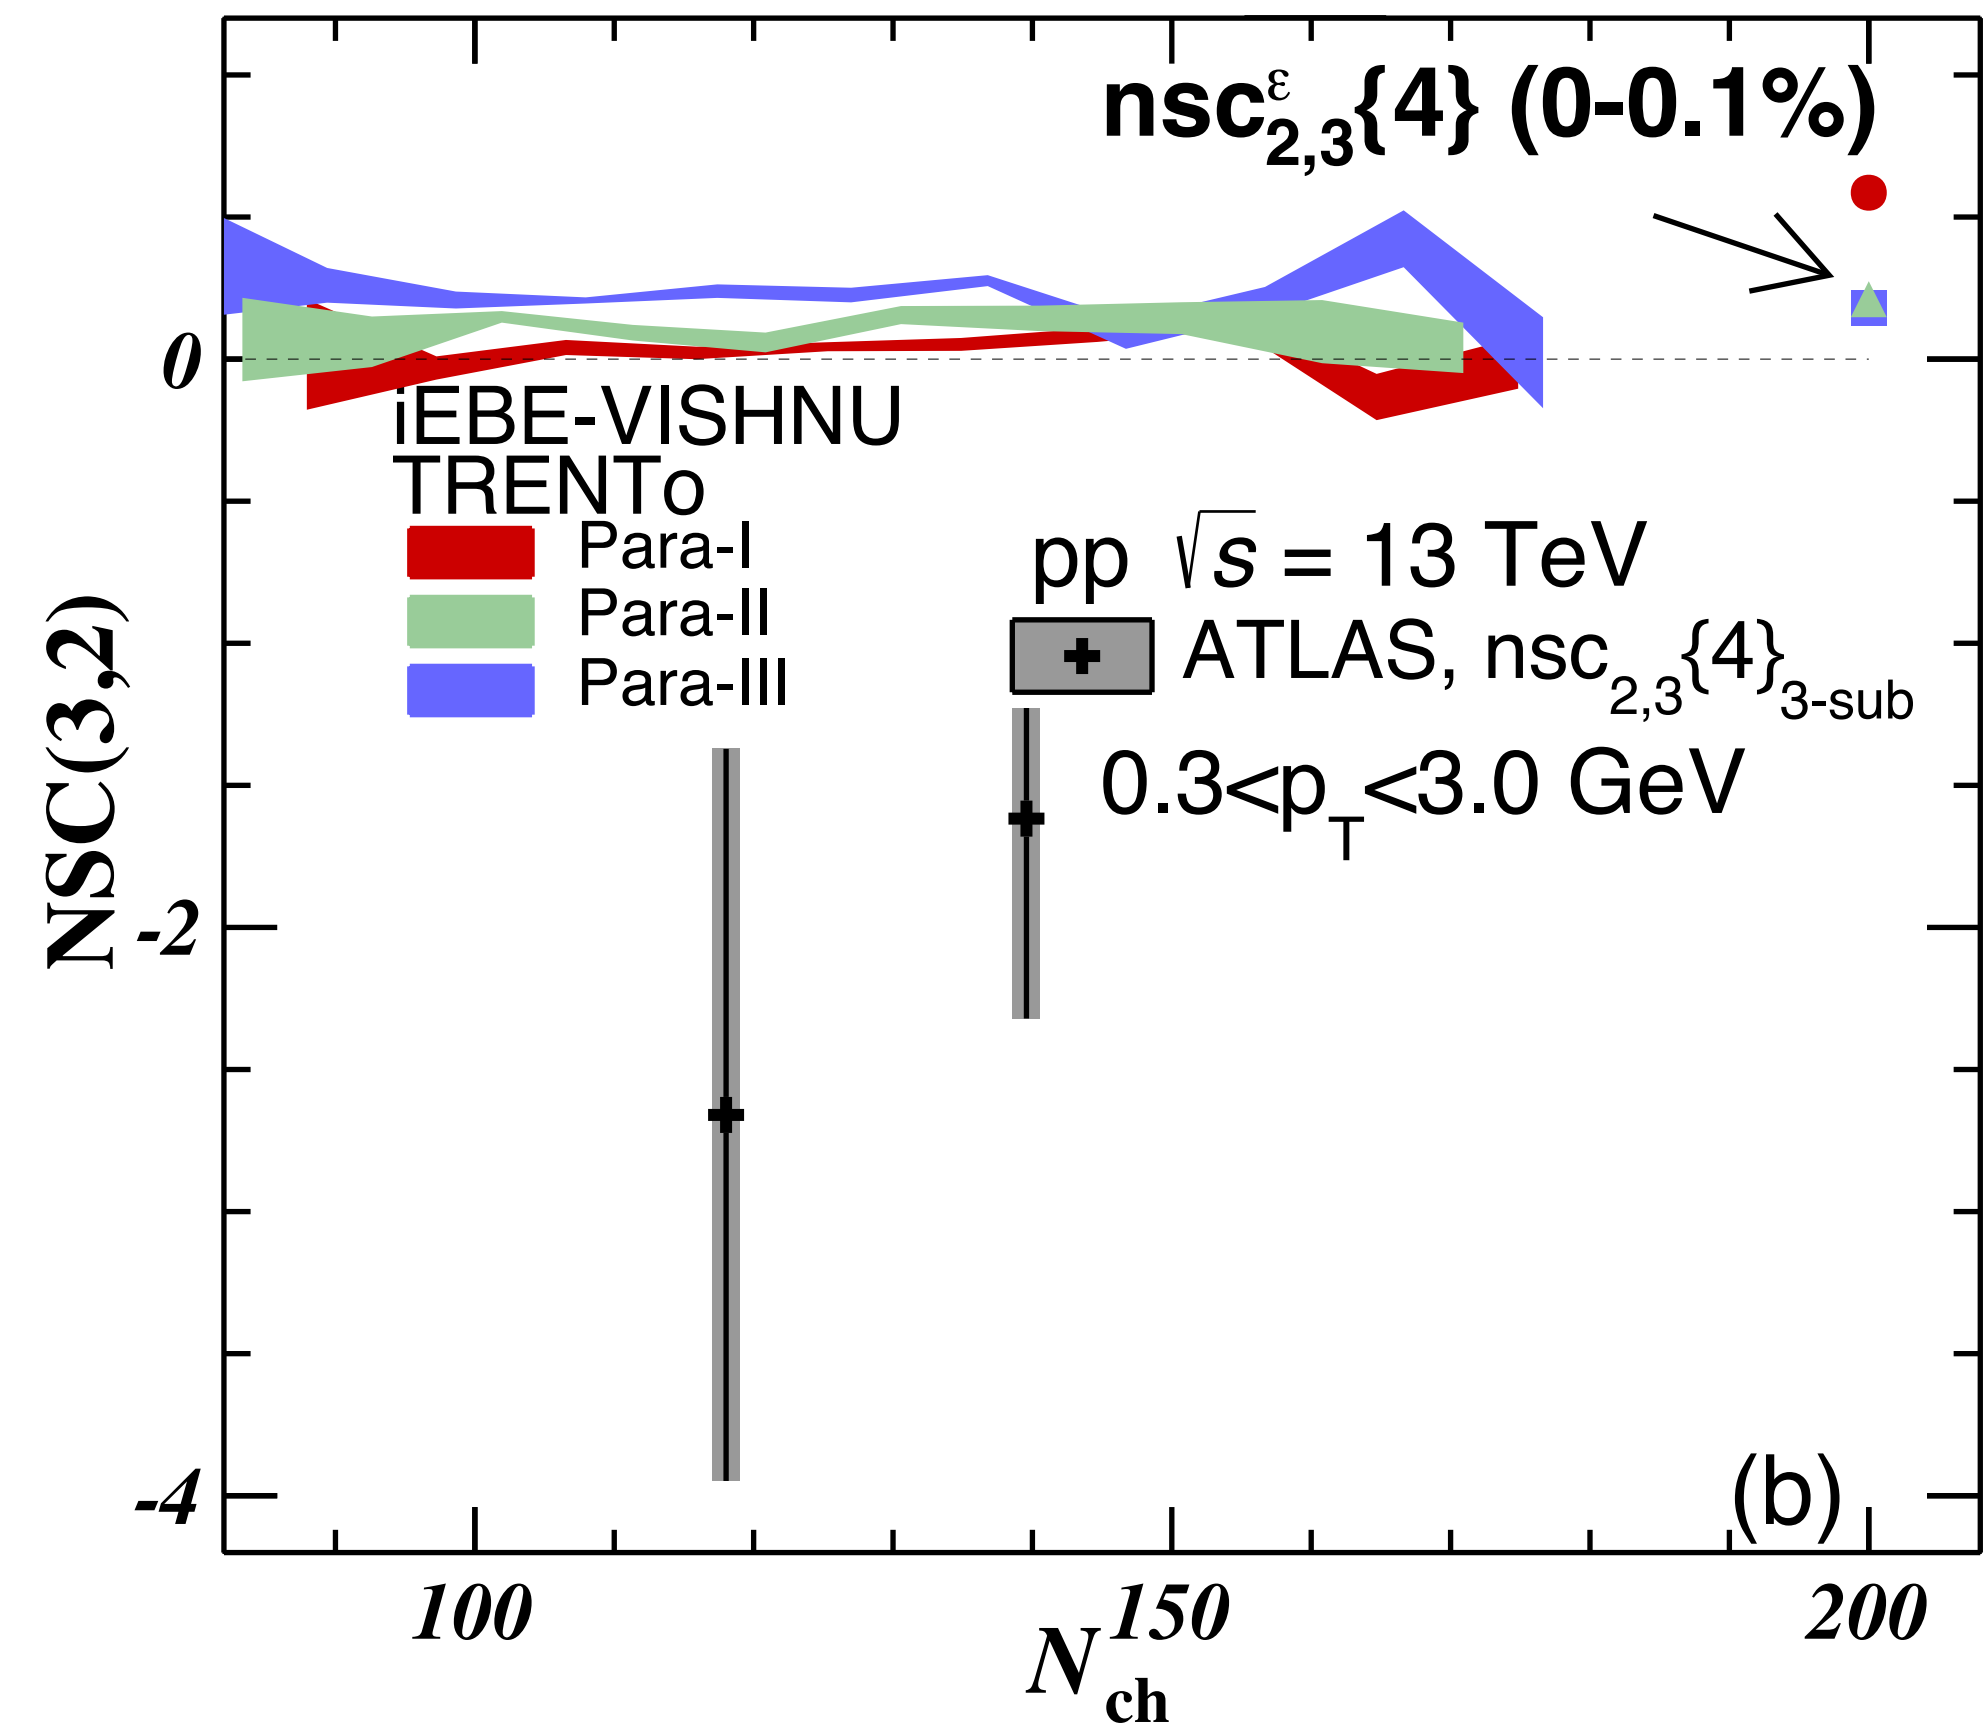 nsc^ε_2,3{4} (0-0.1%)
0
iEBE-VISHNU
TRENTo
Para-I
Para-II
Para-III
pp √s = 13 TeV
ATLAS, nsc_2,3{4}_3-sub
0.3<p_T<3.0 GeV
NSC(3,2)
-2
-4
(b)
100
150
200
N_ch